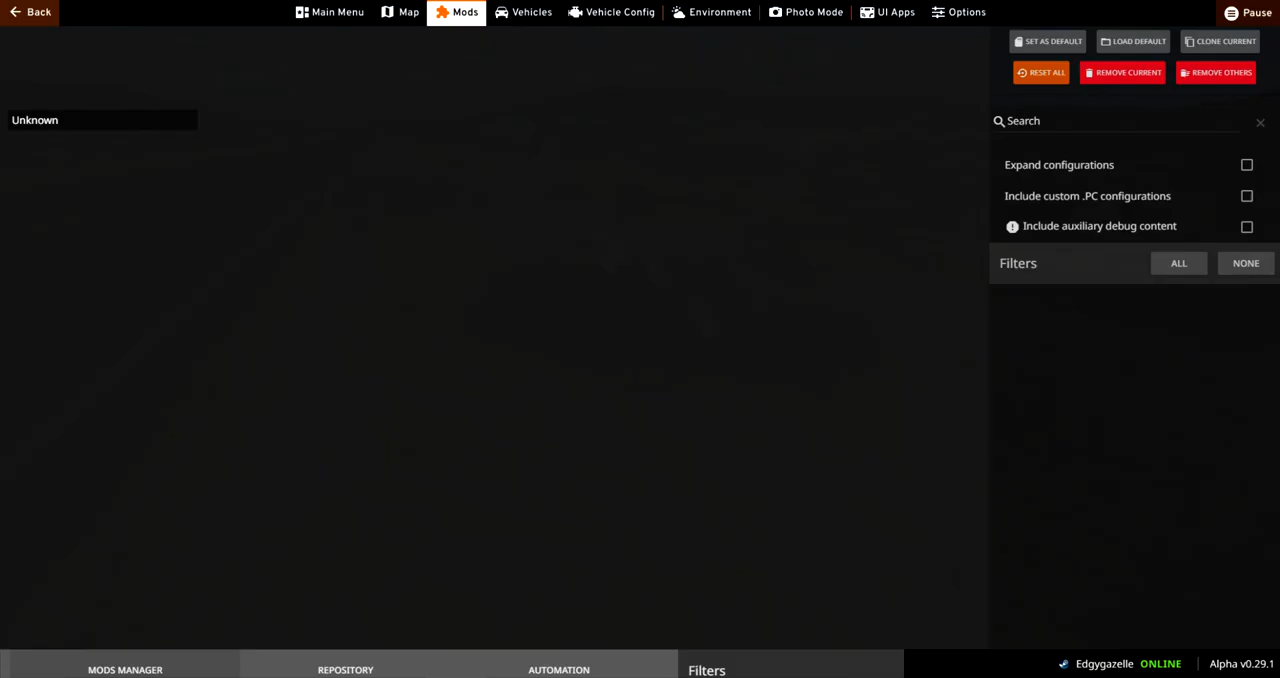 Back
Main Menu
Map
Mods
Vehicles
Vehicle Config
Environment
Photo Mode
UI Apps
Options
Pause
SET AS DEFAULT
LOAD DEFAULT
CLONE CURRENT
RESET ALL
REMOVE CURRENT
REMOVE OTHERS
Unknown
Search
Expand configurations
Include custom .PC configurations
Include auxiliary debug content
Filters
ALL
NONE
MODS MANAGER
REPOSITORY
AUTOMATION
Filters
Edgygazelle ONLINE
Alpha v0.29.1